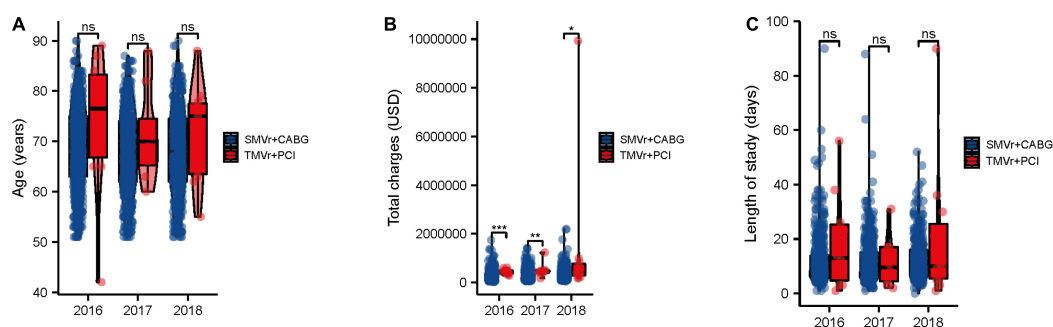 A
Age (years)
90
80
70
60
50
40
ns
ns
ns
2016
2017
2018
SMVr+CABG
TMVr+PCI
B
Total charges (USD)
10000000
8000000
6000000
4000000
2000000
0
***
**
*
2016
2017
2018
SMVr+CABG
TMVr+PCI
C
Length of stady (days)
100
80
60
40
20
0
ns
ns
ns
2016
2017
2018
SMVr+CABG
TMVr+PCI